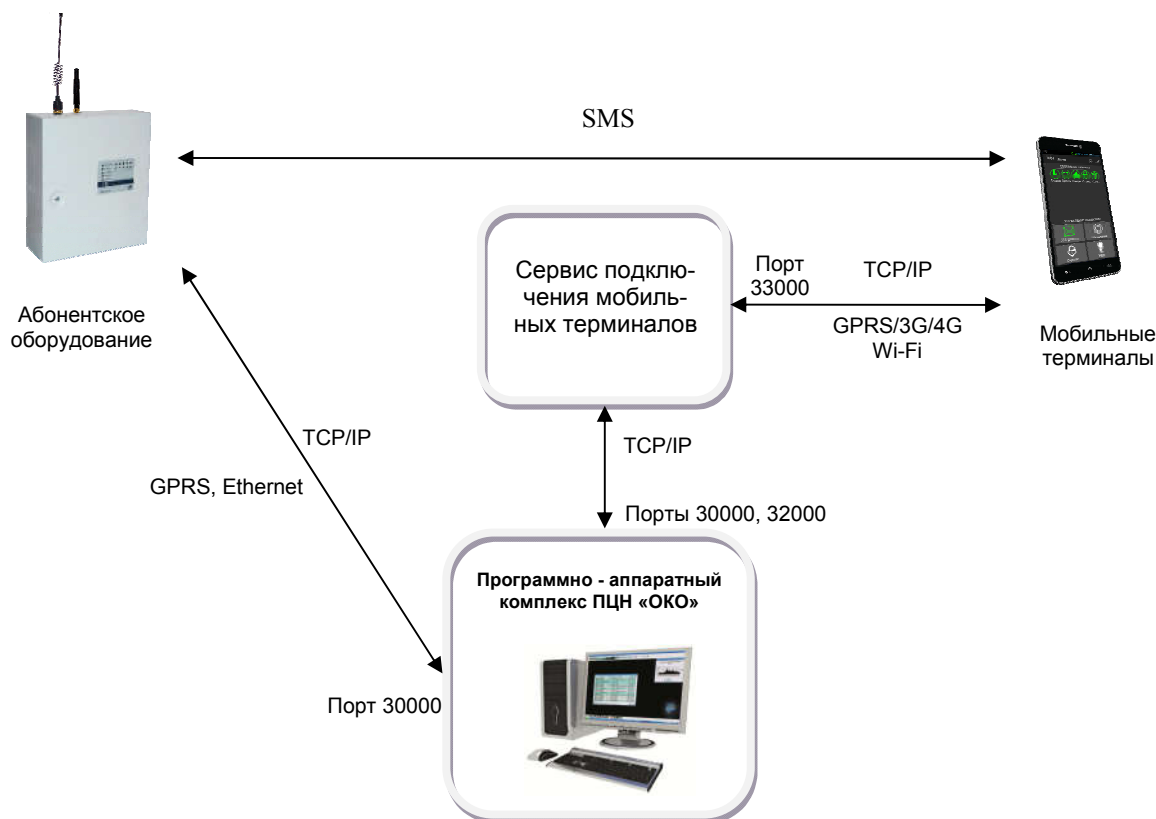 SMS
Сервис подклю-
чения мобиль-
ных терминалов
Порт
33000
TCP/IP
GPRS/3G/4G
Wi-Fi
Абонентское
оборудование
Мобильные
терминалы
TCP/IP
GPRS, Ethernet
TCP/IP
Порты 30000, 32000
Программно - аппаратный
комплекс ПЦН «ОКО»
Порт 30000